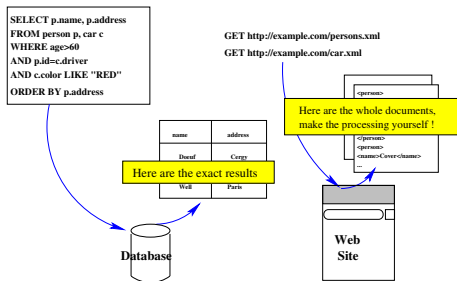 SELECT p.name, p.address
FROM person p, car c
WHERE age>60
AND p.id=c.driver
AND c.color LIKE "RED"
ORDER BY p.address
GET http://example.com/persons.xml
GET http://example.com/car.xml
name address
Doeuf Cergy
Here are the exact results
Well Paris
Database
<person>
Here are the whole documents,
make the processing yourself !
</person>
<person>
<name>Cover</name>
...
Web
Site